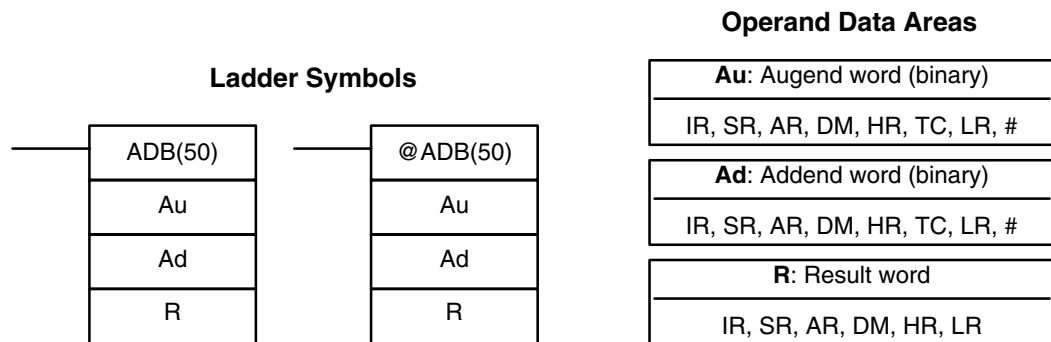 Ladder Symbols
ADB(50)
Au
Ad
R
@ADB(50)
Au
Ad
R
Operand Data Areas
Au: Augend word (binary)
IR, SR, AR, DM, HR, TC, LR, #
Ad: Addend word (binary)
IR, SR, AR, DM, HR, TC, LR, #
R: Result word
IR, SR, AR, DM, HR, LR